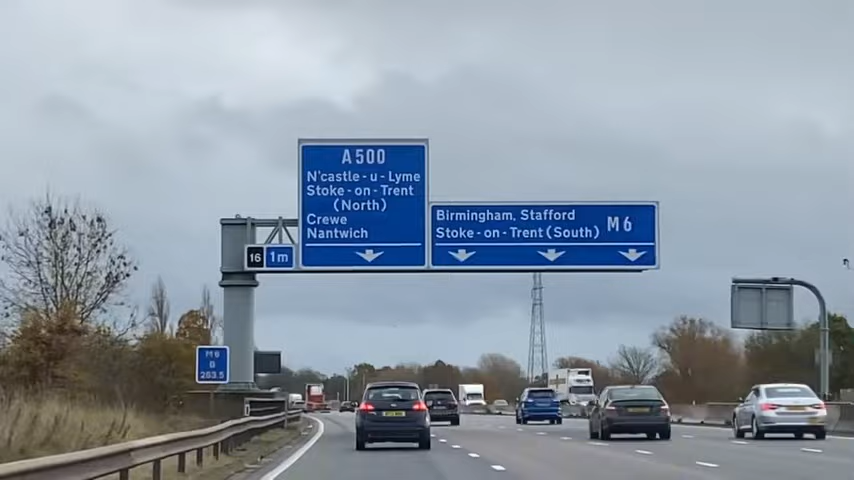 A500
N'castle-u-Lyme
Stoke-on-Trent
(North)
Crewe
Nantwich
16 1m
Birmingham, Stafford
Stoke-on-Trent (South)
M6
M6
B
283.5